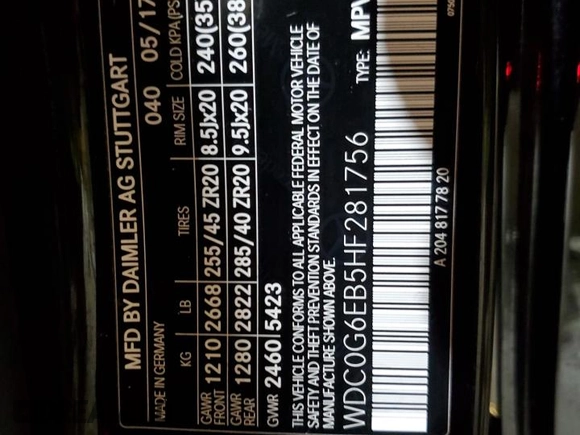 MFD BY DAIMLER AG STUTTGART
MADE IN GERMANY 040 05/17
KG LB TIRES RIM SIZE COLD KPA(PS
GAWR FRONT 1210 2668 255/45 ZR20 8.5Jx20 240(35
GAWR REAR 1280 2822 285/40 ZR20 9.5Jx20 260(38
GVWR 2460 5423
THIS VEHICLE CONFORMS TO ALL APPLICABLE FEDERAL MOTOR VEHICLE
SAFETY AND THEFT PREVENTION STANDARDS IN EFFECT ON THE DATE OF
MANUFACTURE SHOWN ABOVE.
WDC0G6EB5HF281756 TYPE: MPV
A 204 817 78 20